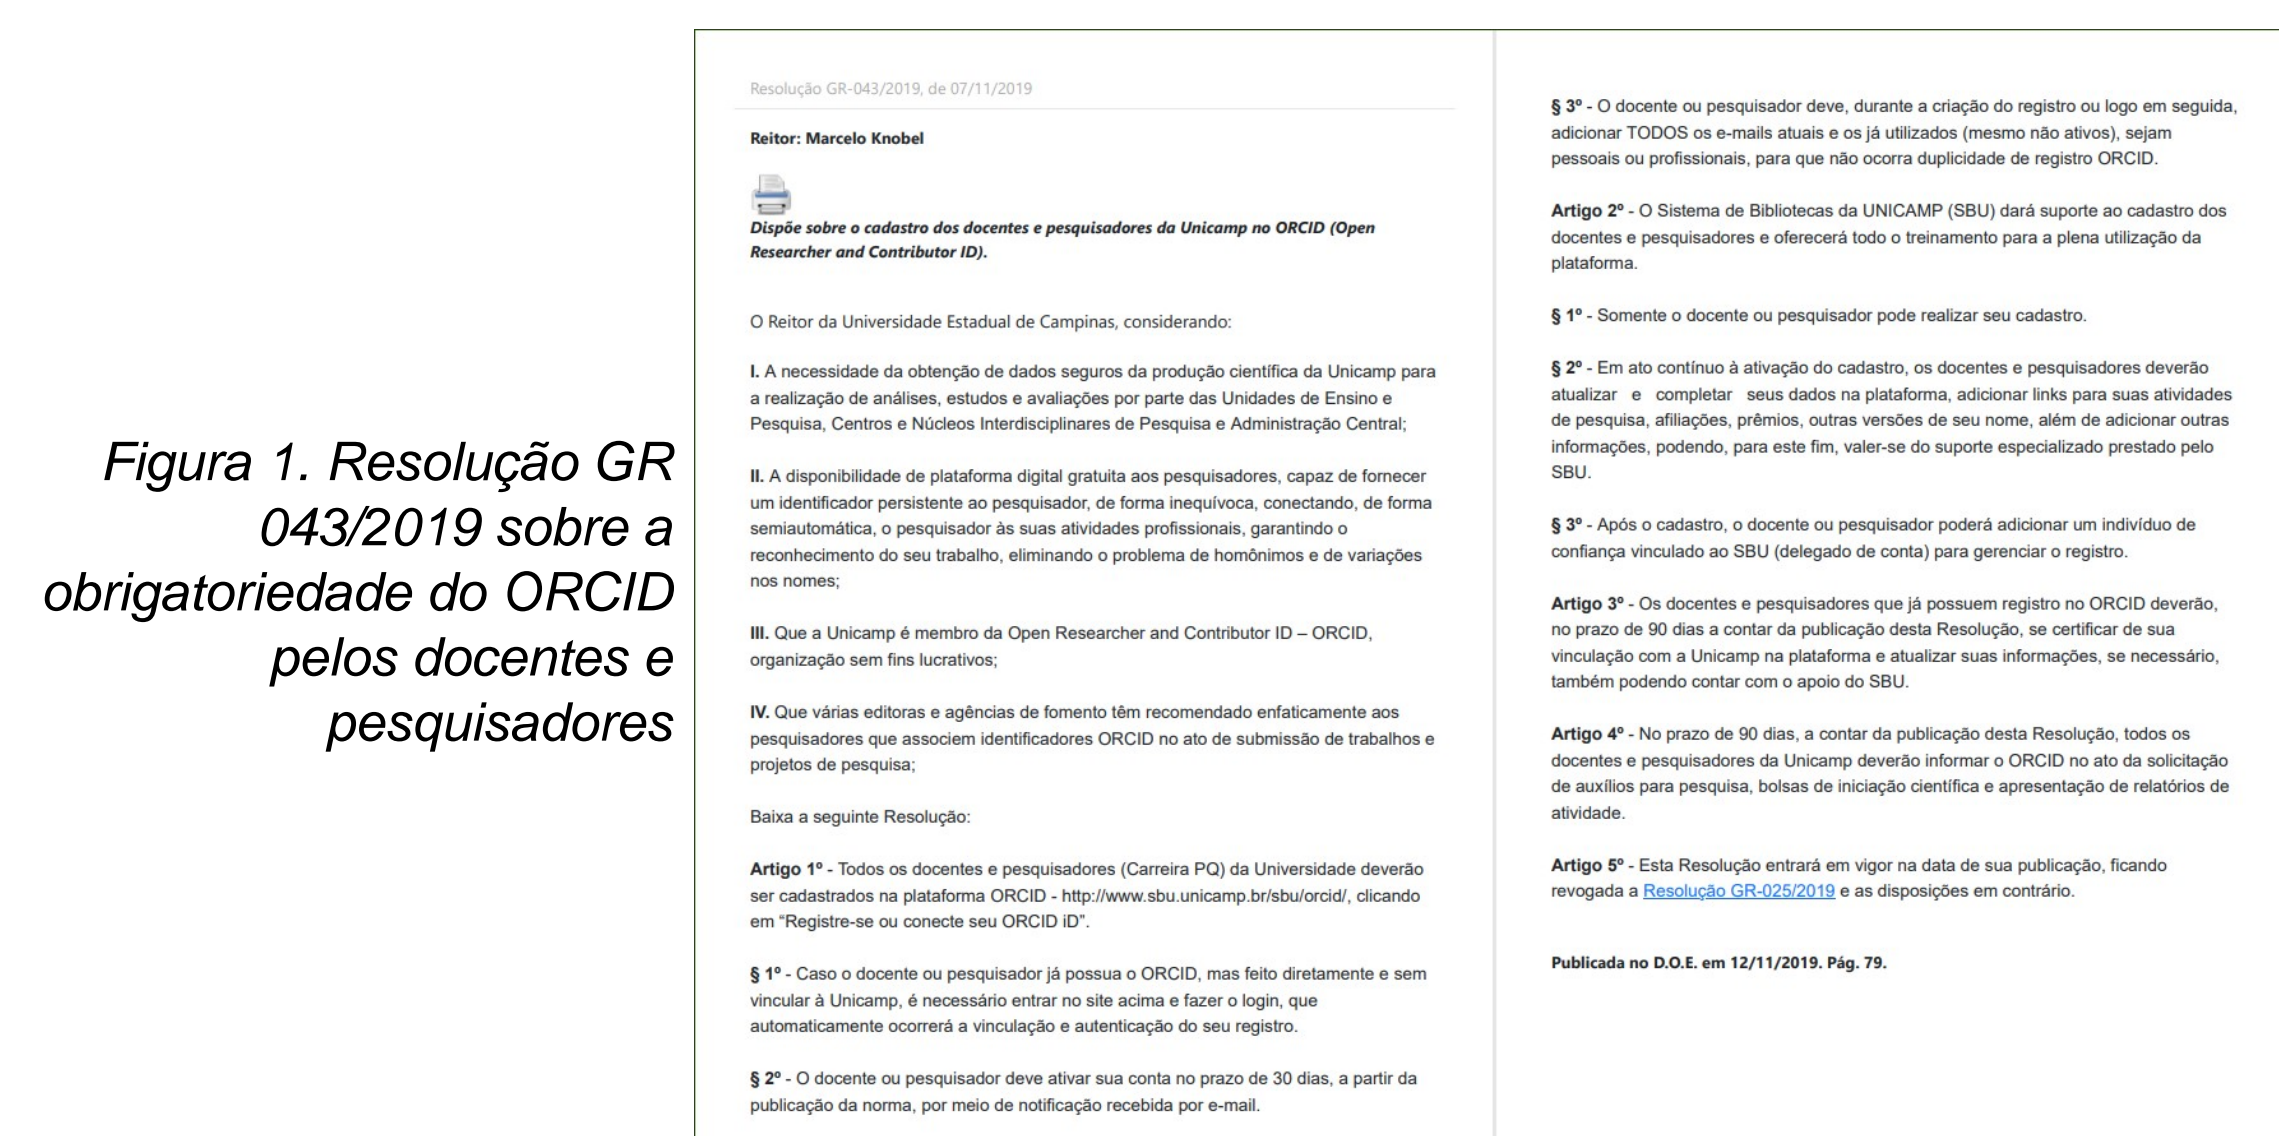 Figura 1. Resolução GR
043/2019 sobre a
obrigatoriedade do ORCID
pelos docentes e
pesquisadores
Resolução GR-043/2019, de 07/11/2019
Reitor: Marcelo Knobel
Dispõe sobre o cadastro dos docentes e pesquisadores da Unicamp no ORCID (Open
Researcher and Contributor ID).
O Reitor da Universidade Estadual de Campinas, considerando:
I. A necessidade da obtenção de dados seguros da produção científica da Unicamp para
a realização de análises, estudos e avaliações por parte das Unidades de Ensino e
Pesquisa, Centros e Núcleos Interdisciplinares de Pesquisa e Administração Central;
II. A disponibilidade de plataforma digital gratuita aos pesquisadores, capaz de fornecer
um identificador persistente ao pesquisador, de forma inequívoca, conectando, de forma
semiautomática, o pesquisador às suas atividades profissionais, garantindo o
reconhecimento do seu trabalho, eliminando o problema de homônimos e de variações
nos nomes;
III. Que a Unicamp é membro da Open Researcher and Contributor ID – ORCID,
organização sem fins lucrativos;
IV. Que várias editoras e agências de fomento têm recomendado enfaticamente aos
pesquisadores que associem identificadores ORCID no ato de submissão de trabalhos e
projetos de pesquisa;
Baixa a seguinte Resolução:
Artigo 1º - Todos os docentes e pesquisadores (Carreira PQ) da Universidade deverão
ser cadastrados na plataforma ORCID - http://www.sbu.unicamp.br/sbu/orcid/, clicando
em “Registre-se ou conecte seu ORCID iD”.
§ 1º - Caso o docente ou pesquisador já possua o ORCID, mas feito diretamente e sem
vincular à Unicamp, é necessário entrar no site acima e fazer o login, que
automaticamente ocorrerá a vinculação e autenticação do seu registro.
§ 2º - O docente ou pesquisador deve ativar sua conta no prazo de 30 dias, a partir da
publicação da norma, por meio de notificação recebida por e-mail.
§ 3º - O docente ou pesquisador deve, durante a criação do registro ou logo em seguida,
adicionar TODOS os e-mails atuais e os já utilizados (mesmo não ativos), sejam
pessoais ou profissionais, para que não ocorra duplicidade de registro ORCID.
Artigo 2º - O Sistema de Bibliotecas da UNICAMP (SBU) dará suporte ao cadastro dos
docentes e pesquisadores e oferecerá todo o treinamento para a plena utilização da
plataforma.
§ 1º - Somente o docente ou pesquisador pode realizar seu cadastro.
§ 2º - Em ato contínuo à ativação do cadastro, os docentes e pesquisadores deverão
atualizar e completar seus dados na plataforma, adicionar links para suas atividades
de pesquisa, afiliações, prêmios, outras versões de seu nome, além de adicionar outras
informações, podendo, para este fim, valer-se do suporte especializado prestado pelo
SBU.
§ 3º - Após o cadastro, o docente ou pesquisador poderá adicionar um indivíduo de
confiança vinculado ao SBU (delegado de conta) para gerenciar o registro.
Artigo 3º - Os docentes e pesquisadores que já possuem registro no ORCID deverão,
no prazo de 90 dias a contar da publicação desta Resolução, se certificar de sua
vinculação com a Unicamp na plataforma e atualizar suas informações, se necessário,
também podendo contar com o apoio do SBU.
Artigo 4º - No prazo de 90 dias, a contar da publicação desta Resolução, todos os
docentes e pesquisadores da Unicamp deverão informar o ORCID no ato da solicitação
de auxílios para pesquisa, bolsas de iniciação científica e apresentação de relatórios de
atividade.
Artigo 5º - Esta Resolução entrará em vigor na data de sua publicação, ficando
revogada a Resolução GR-025/2019 e as disposições em contrário.
Publicada no D.O.E. em 12/11/2019. Pág. 79.